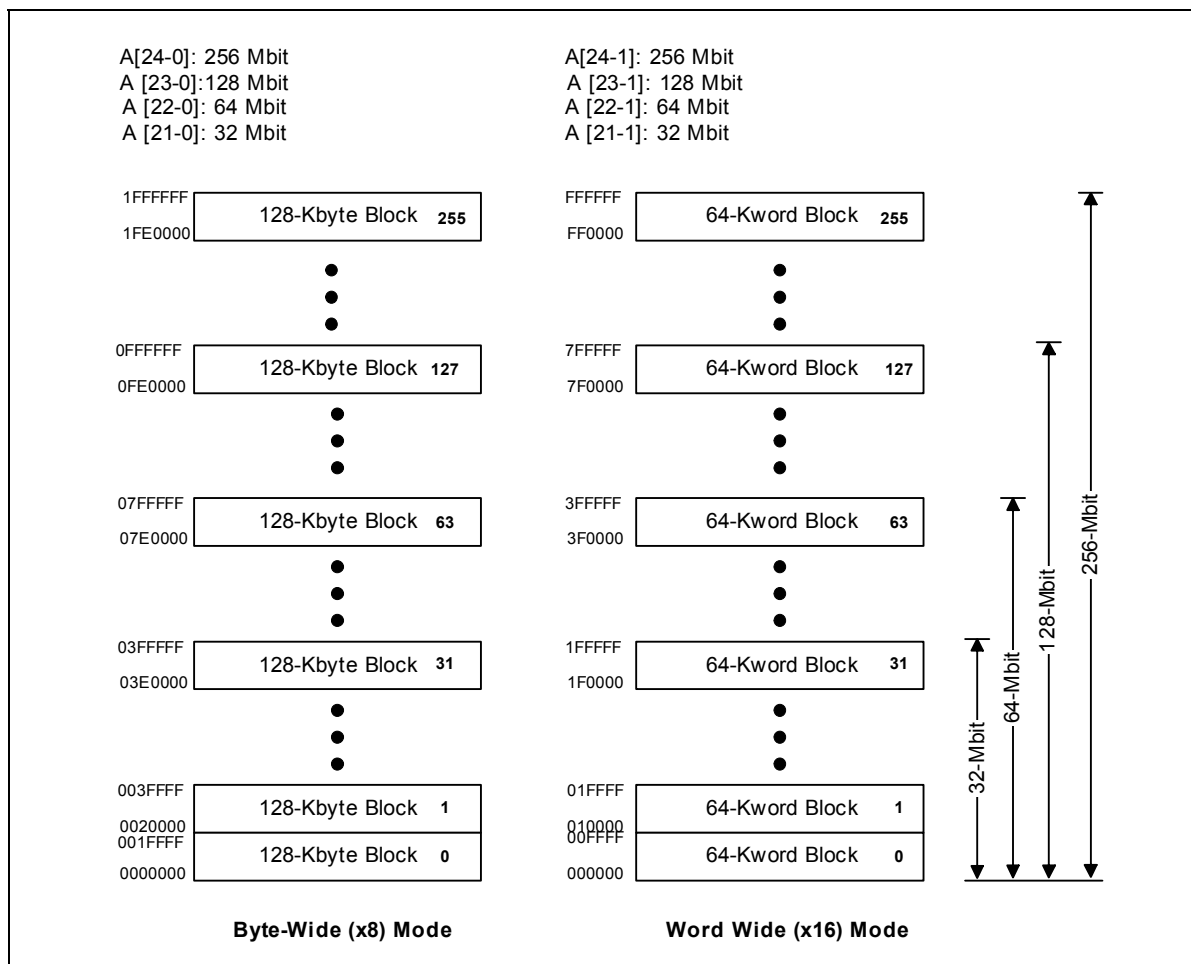 A[24-0]: 256 Mbit
A [23-0]:128 Mbit
A [22-0]: 64 Mbit
A [21-0]: 32 Mbit
A[24-1]: 256 Mbit
A [23-1]: 128 Mbit
A [22-1]: 64 Mbit
A [21-1]: 32 Mbit
1FFFFFF
128-Kbyte Block 255
1FE0000
0FFFFFF
128-Kbyte Block 127
0FE0000
07FFFFF
128-Kbyte Block 63
07E0000
03FFFFF
128-Kbyte Block 31
03E0000
003FFFF
128-Kbyte Block 1
0020000
001FFFF
128-Kbyte Block 0
0000000
Byte-Wide (x8) Mode
FFFFFF
64-Kword Block 255
FF0000
7FFFFF
64-Kword Block 127
7F0000
3FFFFF
64-Kword Block 63
3F0000
1FFFFF
64-Kword Block 31
1F0000
01FFFF
64-Kword Block 1
010000
00FFFF
64-Kword Block 0
000000
Word Wide (x16) Mode
32-Mbit
64-Mbit
128-Mbit
256-Mbit